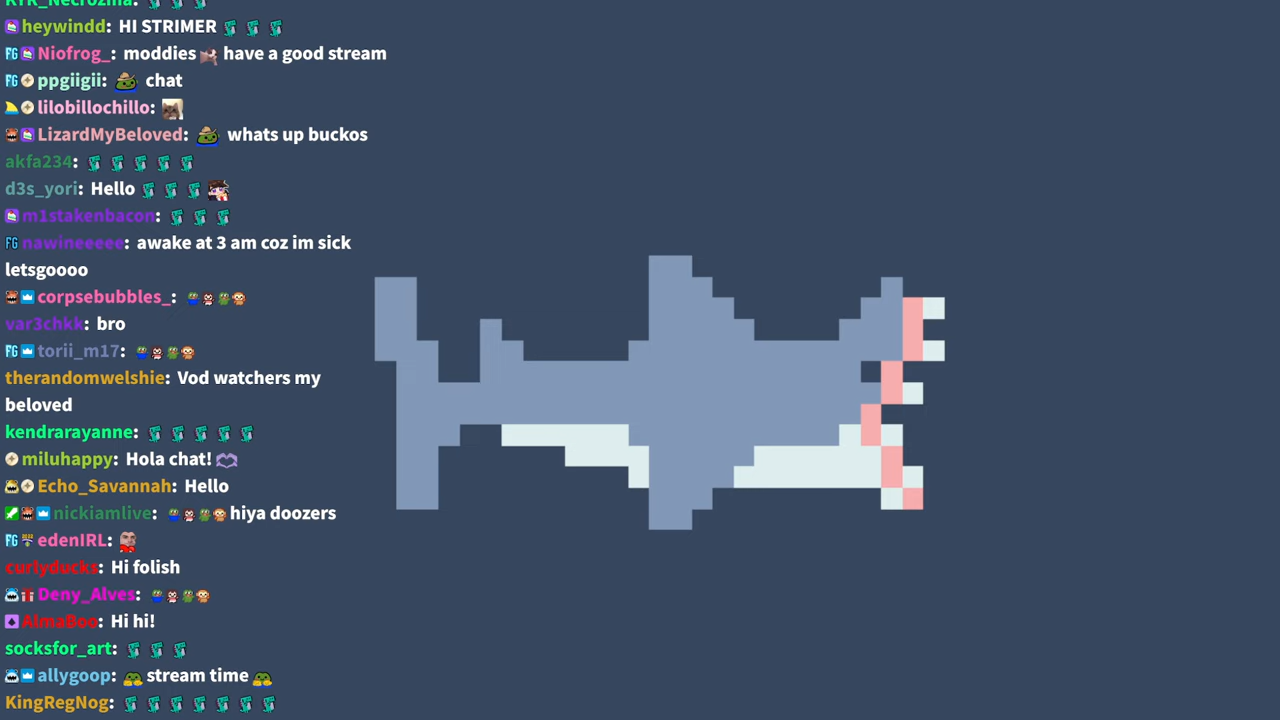 heywindd: HI STRIMER
Niofrog_: moddies have a good stream
ppgiigii: chat
lilobillochillo:
LizardMyBeloved: whats up buckos
akfa234:
d3s_yori: Hello
m1stakenbacon:
nawineeeee: awake at 3 am coz im sick
letsgoooo
corpsebubbles_:
var3chkk: bro
torii_m17:
therandomwelshie: Vod watchers my
beloved
kendrarayanne:
miluhappy: Hola chat!
Echo_Savannah: Hello
nickiamlive: hiya doozers
edenIRL:
curlyducks: Hi folish
Deny_Alves:
AlmaBoo: Hi hi!
socksfor_art:
allygoop: stream time
KingRegNog: